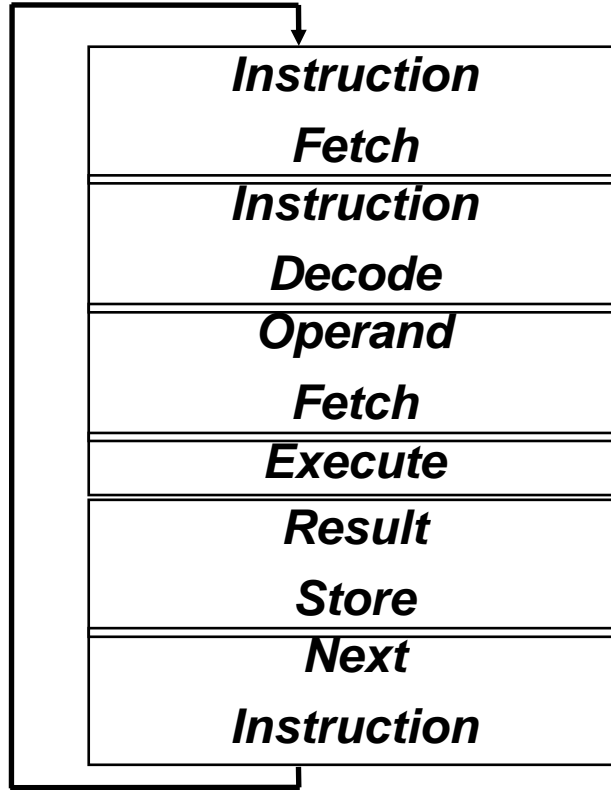 Instruction
Fetch
Instruction
Decode
Operand
Fetch
Execute
Result
Store
Next
Instruction